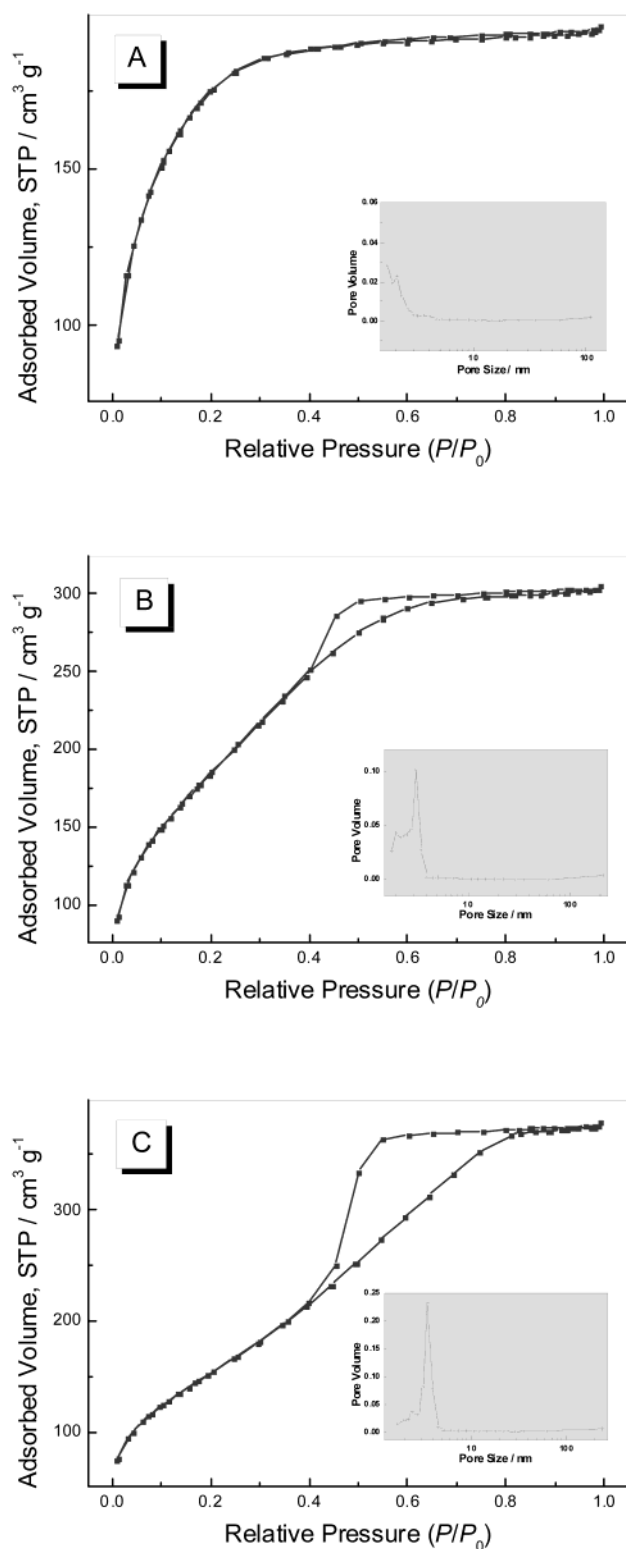 A
Adsorbed Volume, STP / cm³ g⁻¹
150
100
0.0 0.2 0.4 0.6 0.8 1.0
Relative Pressure (P/P₀)
Pore Volume
0.06
0.04
0.02
0.00
10 100
Pore Size / nm
B
Adsorbed Volume, STP / cm³ g⁻¹
300
250
200
150
100
0.0 0.2 0.4 0.6 0.8 1.0
Relative Pressure (P/P₀)
Pore Volume
0.10
0.05
0.00
10 100
Pore Size / nm
C
Adsorbed Volume, STP / cm³ g⁻¹
300
200
100
0.0 0.2 0.4 0.6 0.8 1.0
Relative Pressure (P/P₀)
Pore Volume
0.25
0.20
0.15
0.10
0.05
0.00
10 100
Pore Size / nm